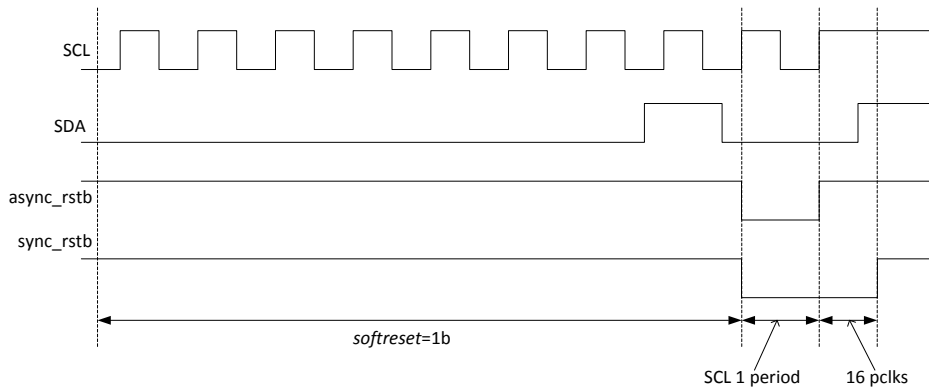 SCL
SDA
async_rstb
sync_rstb
softreset=1b
SCL 1 period
16 pclks